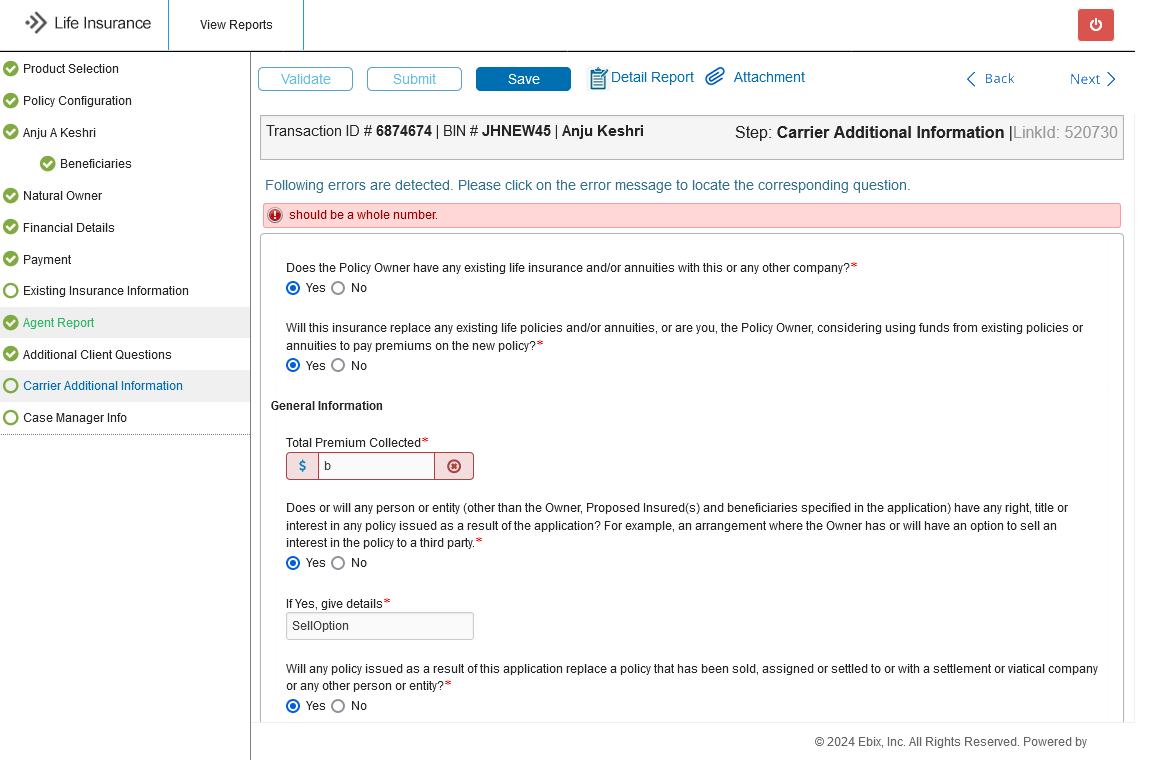 Life Insurance
View Reports
Product Selection
Policy Configuration
Anju A Keshri
Beneficiaries
Natural Owner
Financial Details
Payment
Existing Insurance Information
Agent Report
Additional Client Questions
Carrier Additional Information
Case Manager Info
Validate
Submit
Save
Detail Report
Attachment
Back
Next
Transaction ID # 6874674 | BIN # JHNEW45 | Anju Keshri
Step: Carrier Additional Information |LinkId: 520730
Following errors are detected. Please click on the error message to locate the corresponding question.
should be a whole number.
Does the Policy Owner have any existing life insurance and/or annuities with this or any other company?*
Yes No
Will this insurance replace any existing life policies and/or annuities, or are you, the Policy Owner, considering using funds from existing policies or
annuities to pay premiums on the new policy?*
Yes No
General Information
Total Premium Collected*
$ b
Does or will any person or entity (other than the Owner, Proposed Insured(s) and beneficiaries specified in the application) have any right, title or
interest in any policy issued as a result of the application? For example, an arrangement where the Owner has or will have an option to sell an
interest in the policy to a third party.*
Yes No
If Yes, give details*
SellOption
Will any policy issued as a result of this application replace a policy that has been sold, assigned or settled to or with a settlement or viatical company
or any other person or entity?*
Yes No
© 2024 Ebix, Inc. All Rights Reserved. Powered by